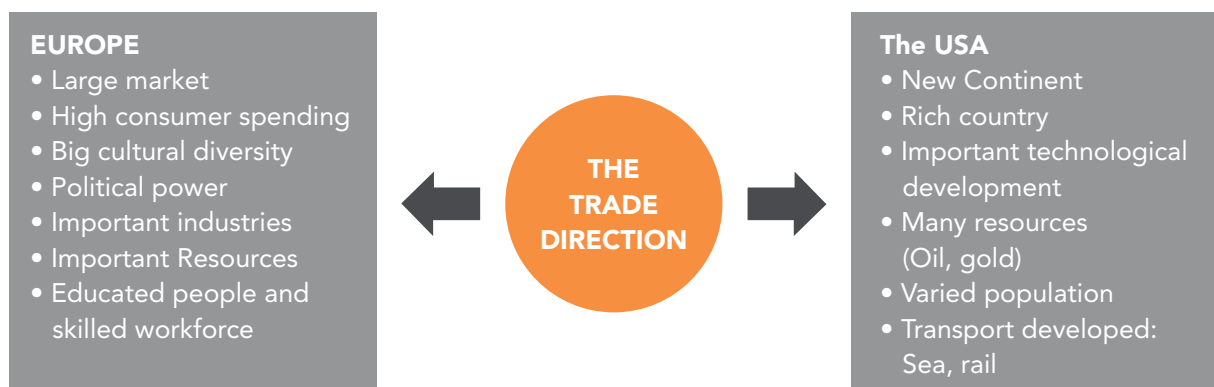 EUROPE
• Large market
• High consumer spending
• Big cultural diversity
• Political power
• Important industries
• Important Resources
• Educated people and
skilled workforce
THE
TRADE
DIRECTION
The USA
• New Continent
• Rich country
• Important technological
development
• Many resources
(Oil, gold)
• Varied population
• Transport developed:
Sea, rail